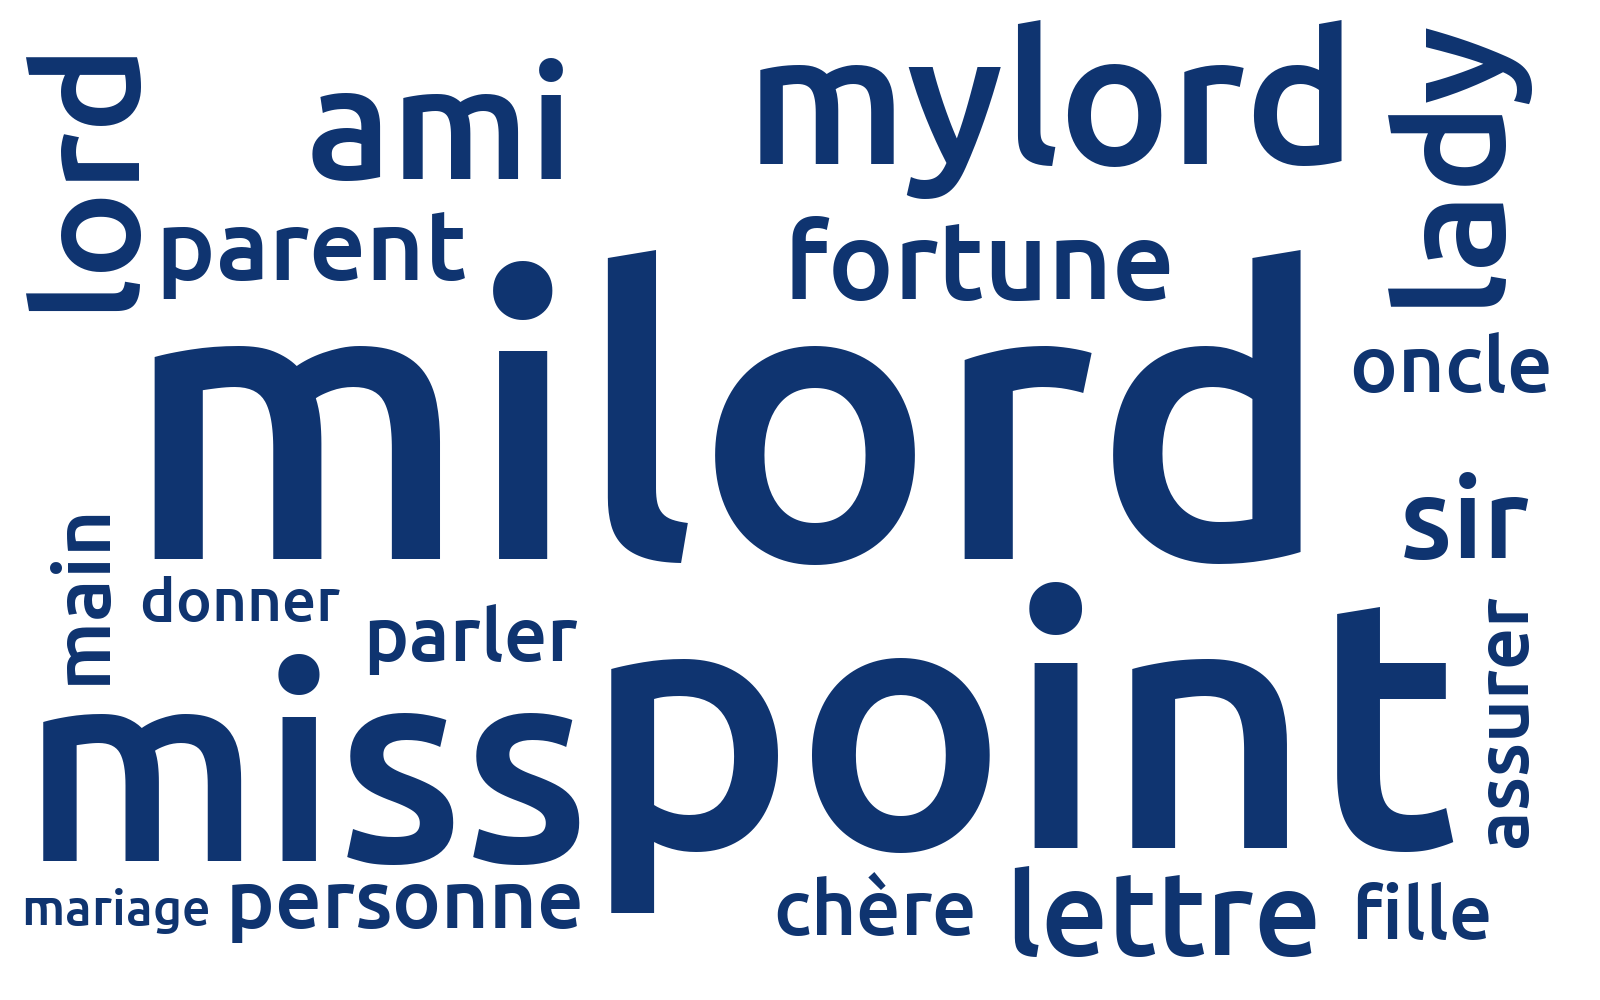 lord
ami
mylord
lady
parent
fortune
milord
oncle
sir
main
donner
parler
point
assurer
miss
mariage
personne
chère
lettre
fille